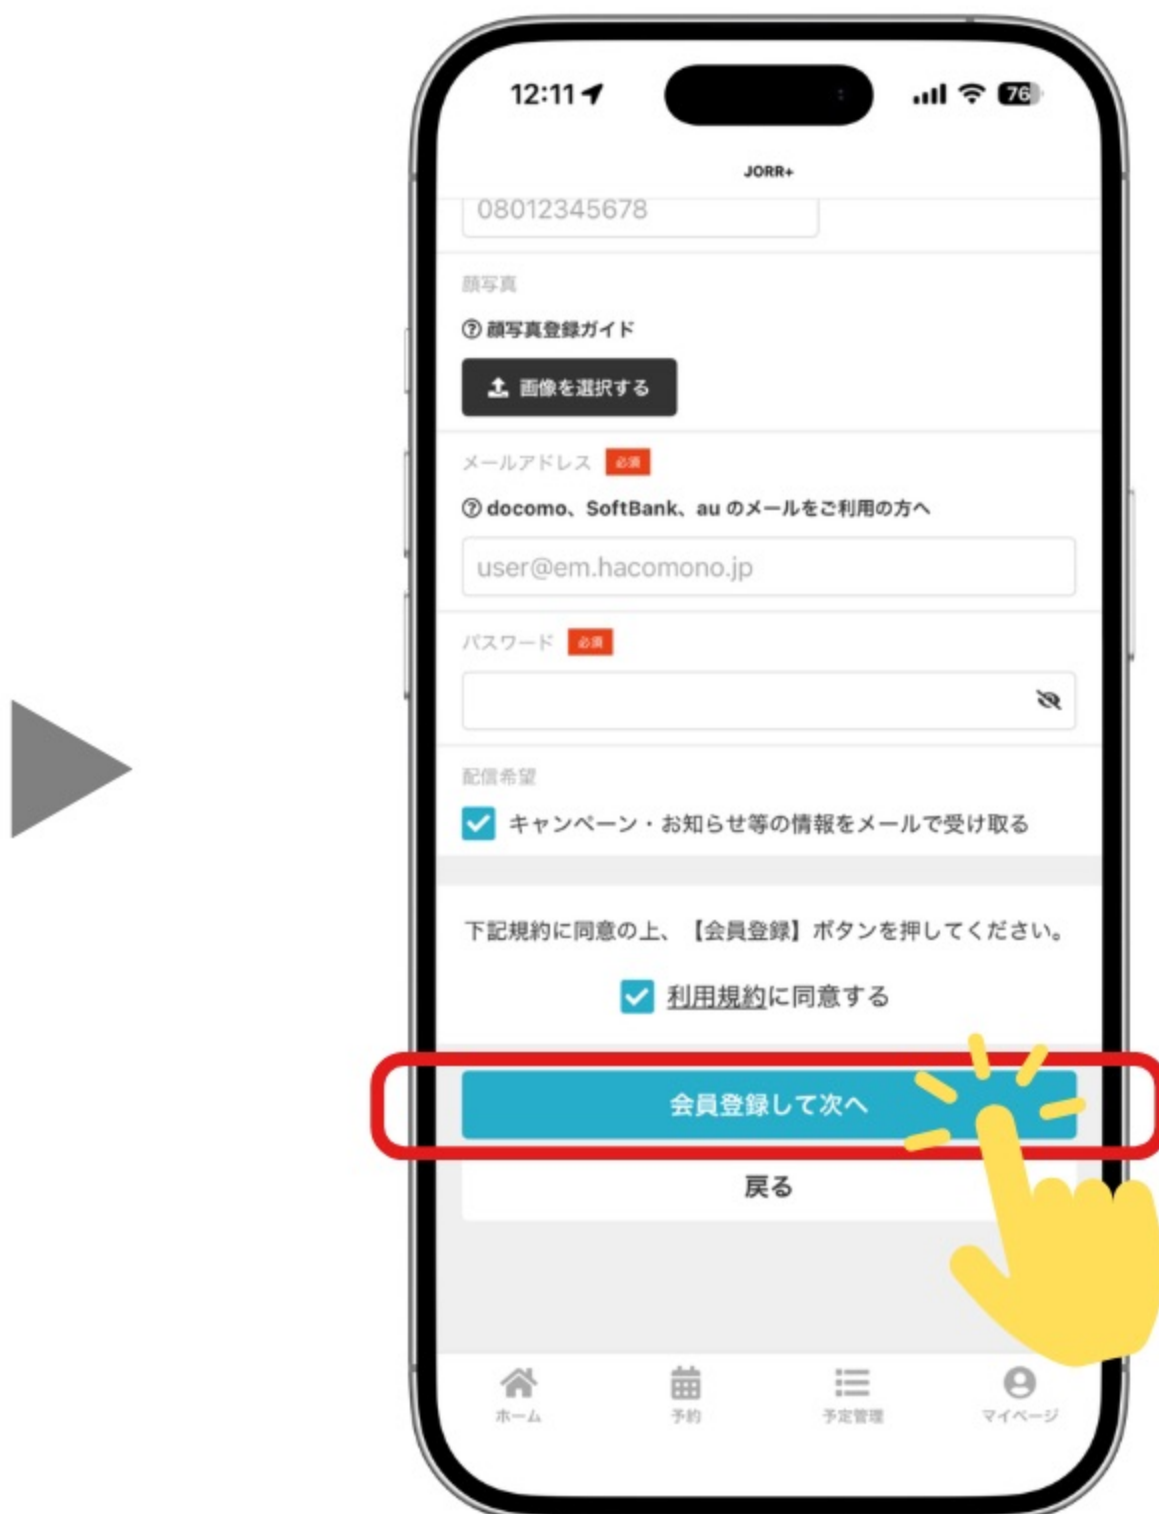 12:11
76
JORR+
08012345678
顔写真
? 顔写真登録ガイド
画像を選択する
メールアドレス 必須
? docomo、SoftBank、au のメールをご利用の方へ
user@em.hacomono.jp
パスワード 必須
配信希望
キャンペーン・お知らせ等の情報をメールで受け取る
下記規約に同意の上、【会員登録】ボタンを押してください。
利用規約に同意する
会員登録して次へ
戻る
ホーム
予約
予定管理
マイページ